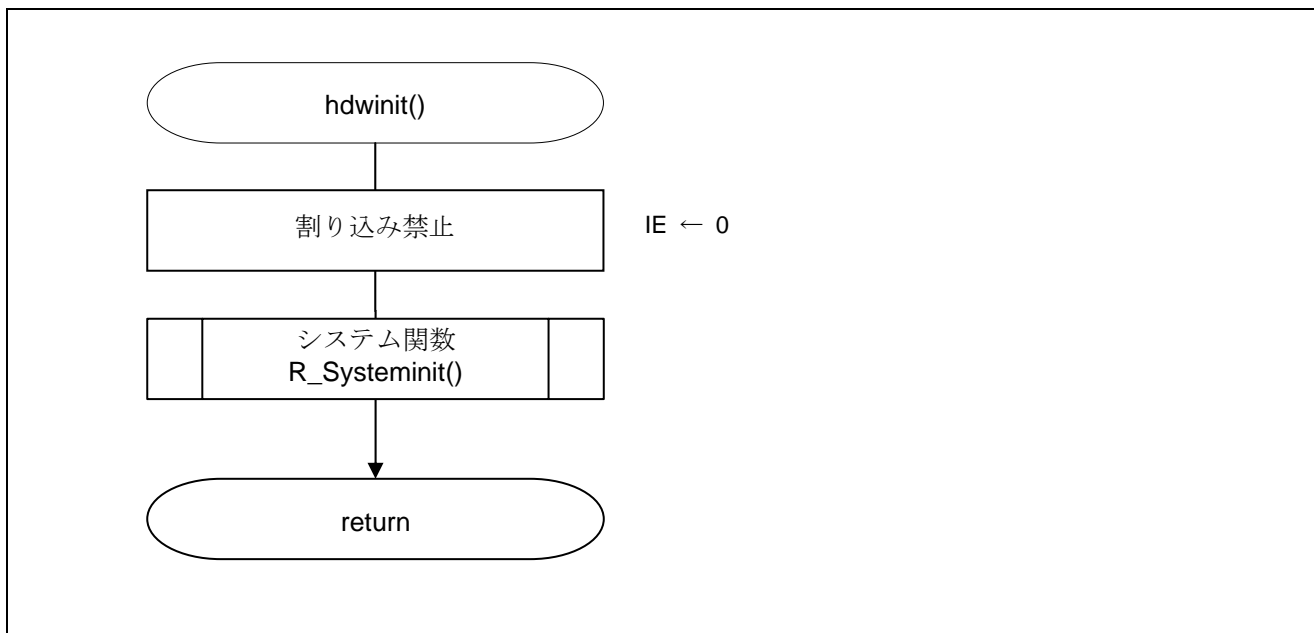 hdwinit()
割り込み禁止
IE ← 0
システム関数
R_Systeminit()
return